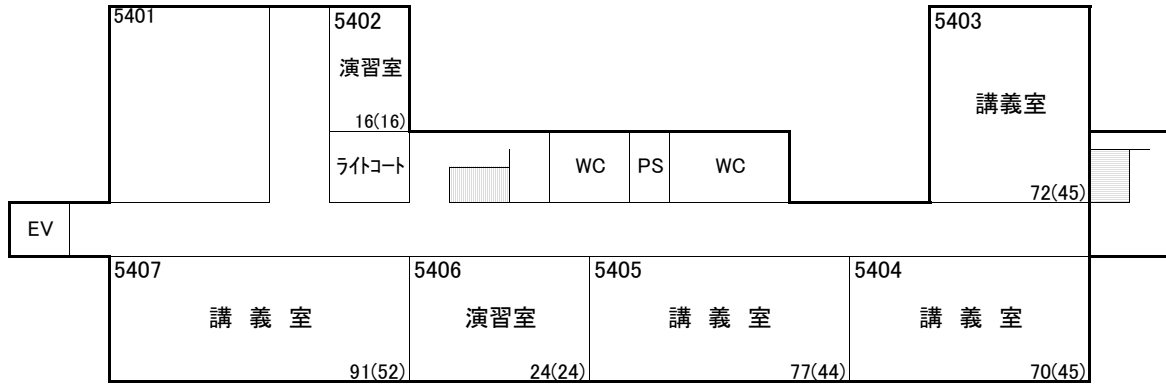 5401
5402
演習室
16(16)
ライトコート
WC
PS
WC
5403
講義室
72(45)
EV
5407
講 義 室
91(52)
5406
演習室
24(24)
5405
講 義 室
77(44)
5404
講 義 室
70(45)